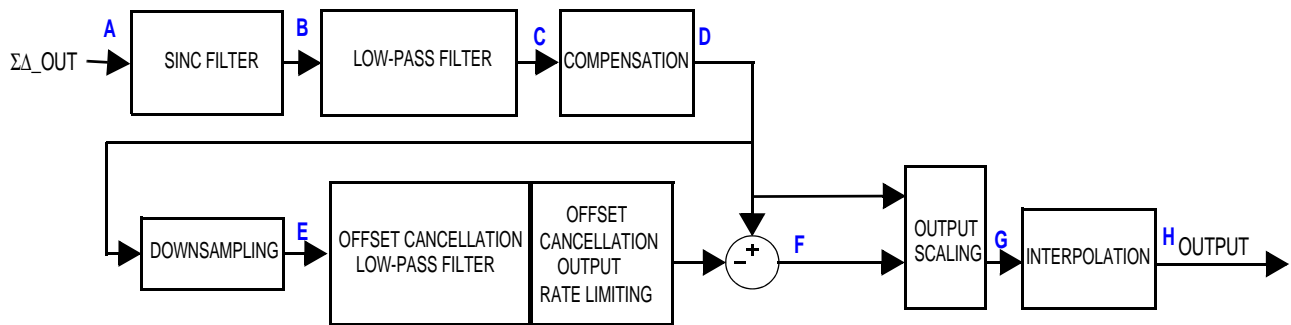 A
B
C
D
ΣΔ_OUT
SINC FILTER
LOW-PASS FILTER
COMPENSATION
E
DOWNSAMPLING
OFFSET CANCELLATION
LOW-PASS FILTER
OFFSET
CANCELLATION
OUTPUT
RATE LIMITING
+
−
F
OUTPUT
SCALING
G
INTERPOLATION
H
OUTPUT